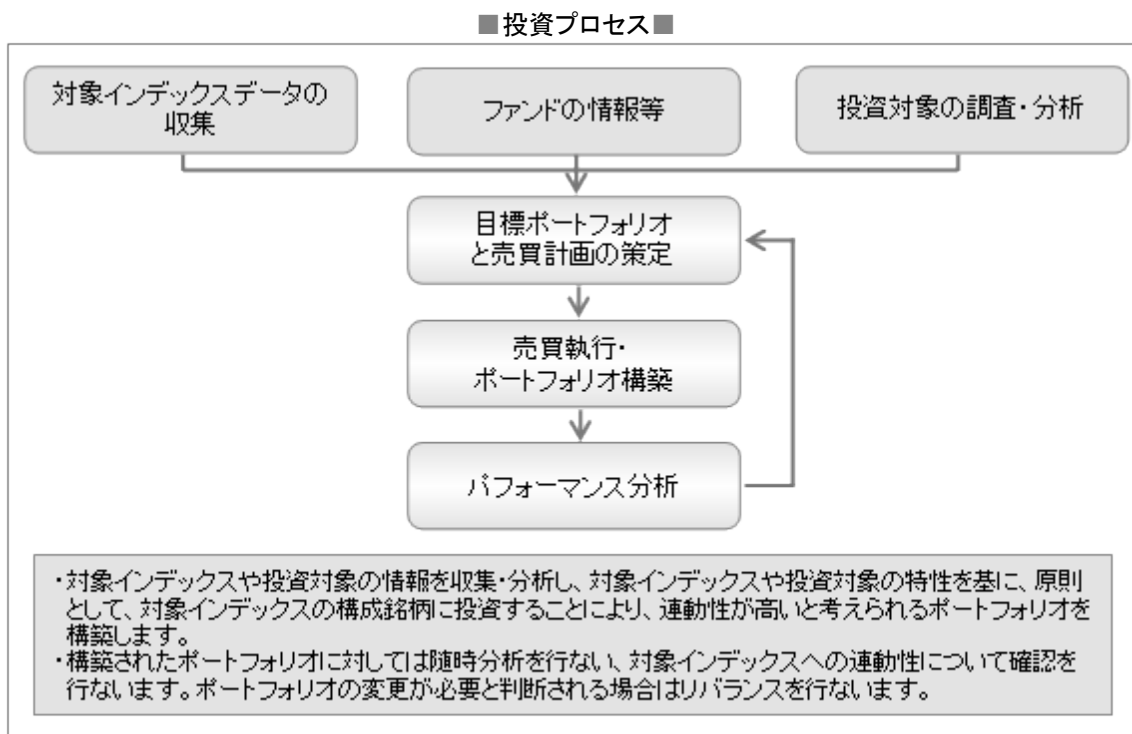 ■投資プロセス■
対象インデックスデータの
収集
ファンドの情報等
投資対象の調査・分析
目標ポートフォリオ
と売買計画の策定
売買執行・
ポートフォリオ構築
パフォーマンス分析
・対象インデックスや投資対象の情報を収集・分析し、対象インデックスや投資対象の特性を基に、原則
として、対象インデックスの構成銘柄に投資することにより、連動性が高いと考えられるポートフォリオを
構築します。
・構築されたポートフォリオに対しては随時分析を行ない、対象インデックスへの連動性について確認を
行ないます。ポートフォリオの変更が必要と判断される場合はリバランスを行ないます。